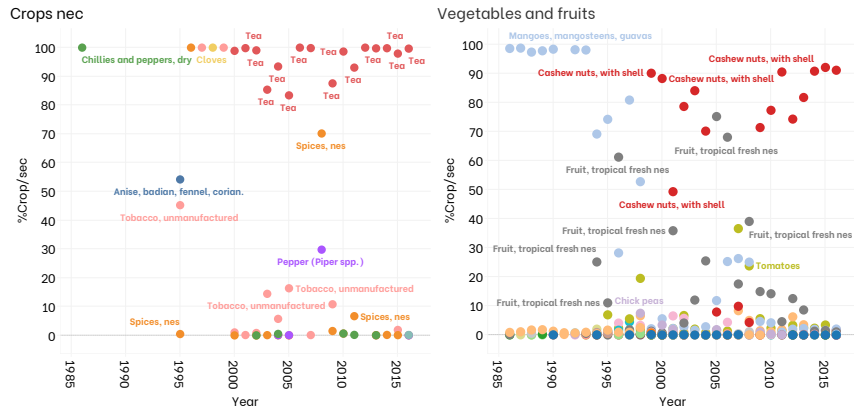 Crops nec
Vegetables and fruits
%Crop/sec
100
90
80
70
60
50
40
30
20
10
0
Tea
Tea
Chillies and peppers, dry
Cloves
Tea
Tea
Tea
Tea
Tea
Tea
Tea
Tea
Tea
Tea
Spices, nes
Anise, badian, fennel, corian.
Tobacco, unmanufactured
Pepper (Piper spp.)
Tobacco, unmanufactured
Tobacco, unmanufactured
Spices, nes
Spices, nes
1985
1990
1995
2000
2005
2010
2015
Year
%Crop/sec
100
90
80
70
60
50
40
30
20
10
0
Mangoes, mangosteens, guavas
Cashew nuts, with shell
Cashew nuts, with shell
Cashew nuts, with shell
Fruit, tropical fresh nes
Fruit, tropical fresh nes
Cashew nuts, with shell
Fruit, tropical fresh nes
Fruit, tropical fresh nes
Fruit, tropical fresh nes
Tomatoes
Fruit, tropical fresh nes
Chick peas
1985
1990
1995
2000
2005
2010
2015
Year